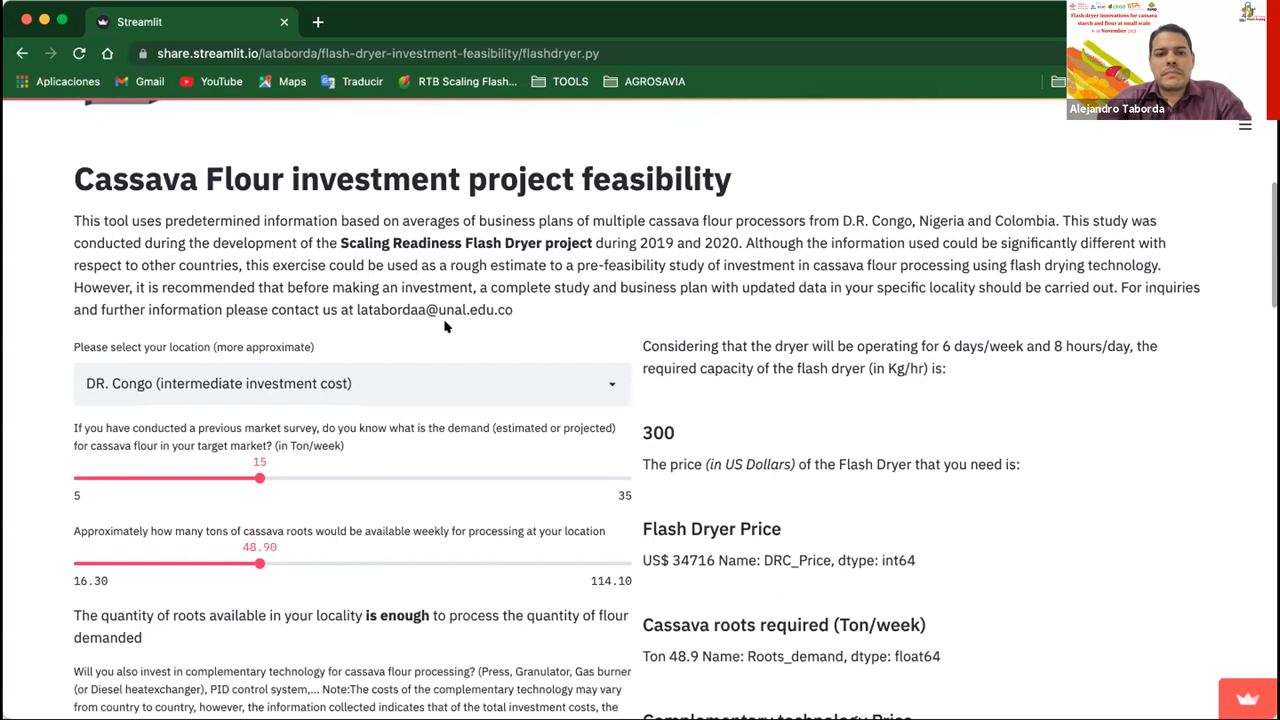 Streamlit
share.streamlit.io/lataborda/flash-dryer-project-feasibility/flashdryer.py
Aplicaciones
Gmail
YouTube
Maps
AGROSAVIA
Flash dryer innovations for cassava
starch and flour at small scale
Alejandro Taborda
Cassava Flour investment project feasibility
This tool uses predetermined information based on averages of business plans of multiple cassava flour processors from D.R. Congo, Nigeria and Colombia. This study was
conducted during the development of the Scaling Readiness Flash Dryer project during 2019 and 2020. Although the information used could be significantly different with
respect to other countries, this exercise could be used as a rough estimate to a pre-feasibility study of investment in cassava flour processing using flash drying technology.
However, it is recommended that before making an investment, a complete study and business plan with updated data in your specific locality should be carried out. For inquiries
and further information please contact us at latabordaa@unal.edu.co
Please select your location (more approximate)
DR. Congo (intermediate investment cost)
If you have conducted a previous market survey, do you know what is the demand (estimated or projected)
for cassava flour in your target market? (in Ton/week)
15
5
35
Approximately how many tons of cassava roots would be available weekly for processing at your location
48.90
16.30
114.10
The quantity of roots available in your locality is enough to process the quantity of flour
demanded
Will you also invest in complementary technology for cassava flour processing? (Press, Granulator, Gas burner
(or Diesel heatexchanger), PID control system,... Note:The costs of the complementary technology may vary
from country to country, however, the information collected indicates that of the total investment costs, the
Considering that the dryer will be operating for 6 days/week and 8 hours/day, the
required capacity of the flash dryer (in Kg/hr) is:
300
The price (in US Dollars) of the Flash Dryer that you need is:
Flash Dryer Price
US$ 34716 Name: DRC_Price, dtype: int64
Cassava roots required (Ton/week)
Ton 48.9 Name: Roots_demand, dtype: float64
Complementary technology Price